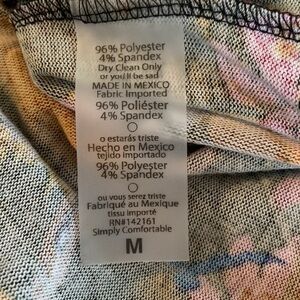 96% Polyester
4% Spandex
Dry Clean Only
or you'll be sad
MADE IN MEXICO
Fabric Imported
96% Poliéster
4% Spandex
o estarás triste
Hecho en Mexico
tejido importado
96% Polyester
4% Spandex
ou vous serez triste
Fabriqué au Mexique
tissu importé
RN#142161
Simply Comfortable
M